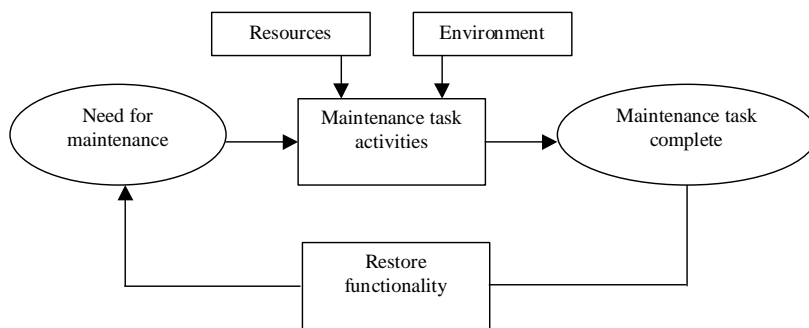 Resources
Environment
Need for
maintenance
Maintenance task
activities
Maintenance task
complete
Restore
functionality